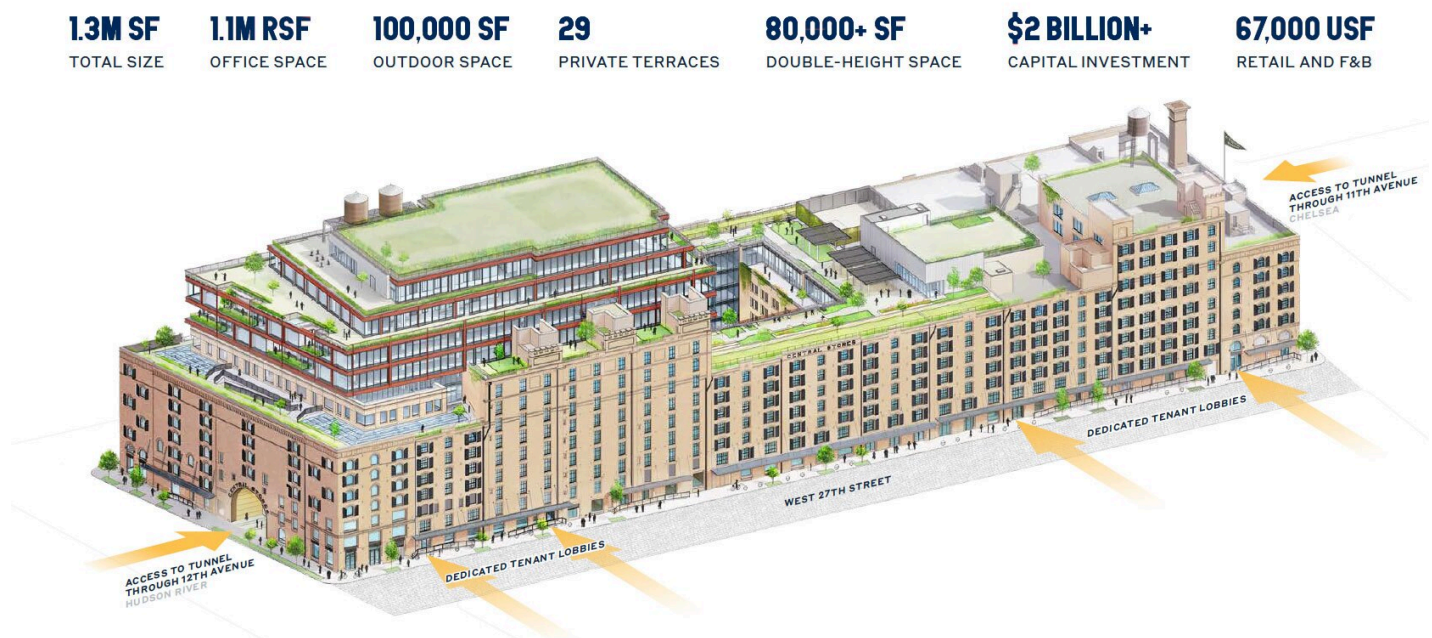 1.3M SF
TOTAL SIZE
1.1M RSF
OFFICE SPACE
100,000 SF
OUTDOOR SPACE
29
PRIVATE TERRACES
80,000+ SF
DOUBLE-HEIGHT SPACE
$2 BILLION+
CAPITAL INVESTMENT
67,000 USF
RETAIL AND F&B
ACCESS TO TUNNEL
THROUGH 11TH AVENUE
CHELSEA
CENTRAL STORES
DEDICATED TENANT LOBBIES
WEST 27TH STREET
CENTRAL STORES
DEDICATED TENANT LOBBIES
ACCESS TO TUNNEL
THROUGH 12TH AVENUE
HUDSON RIVER